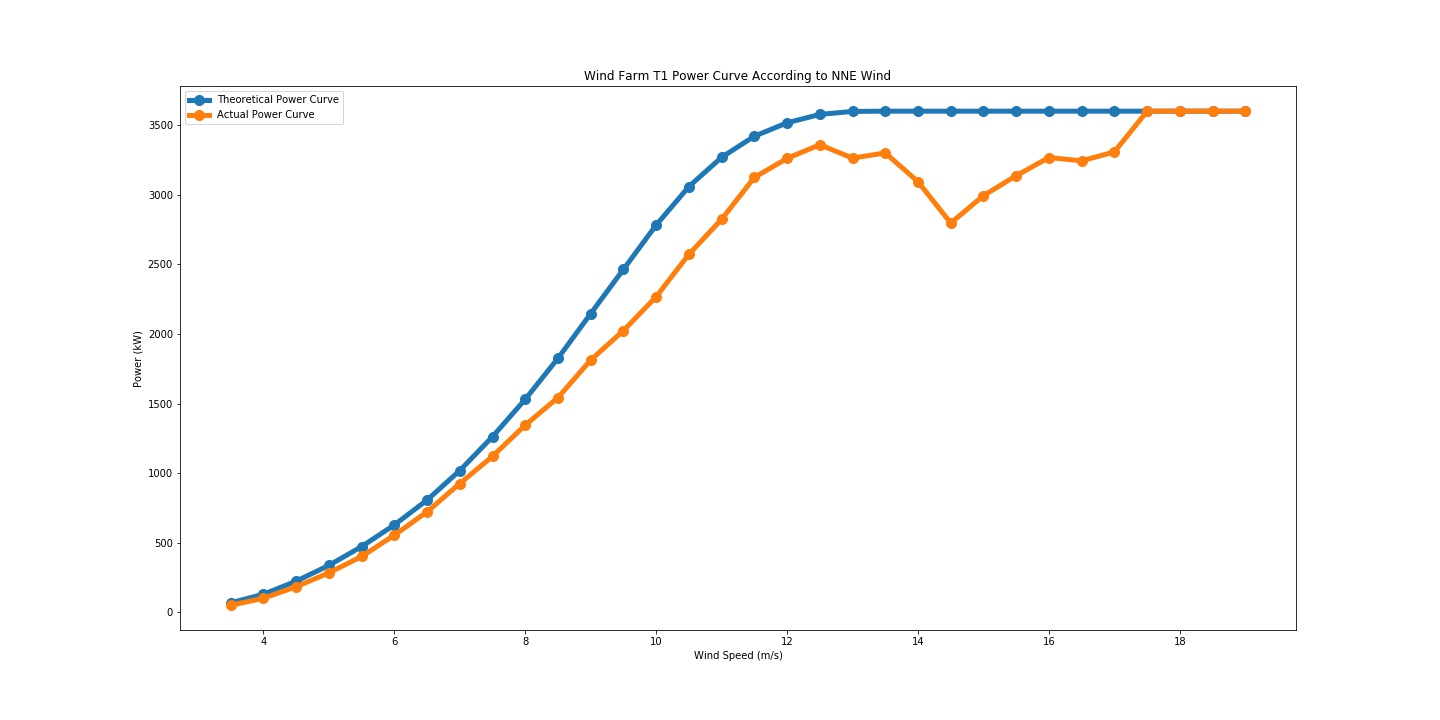 Wind Farm T1 Power Curve According to NNE Wind
Theoretical Power Curve
Actual Power Curve
3500
3000
2500
2000
1500
1000
500
0
Power (kW)
4 6 8 10 12 14 16 18
Wind Speed (m/s)